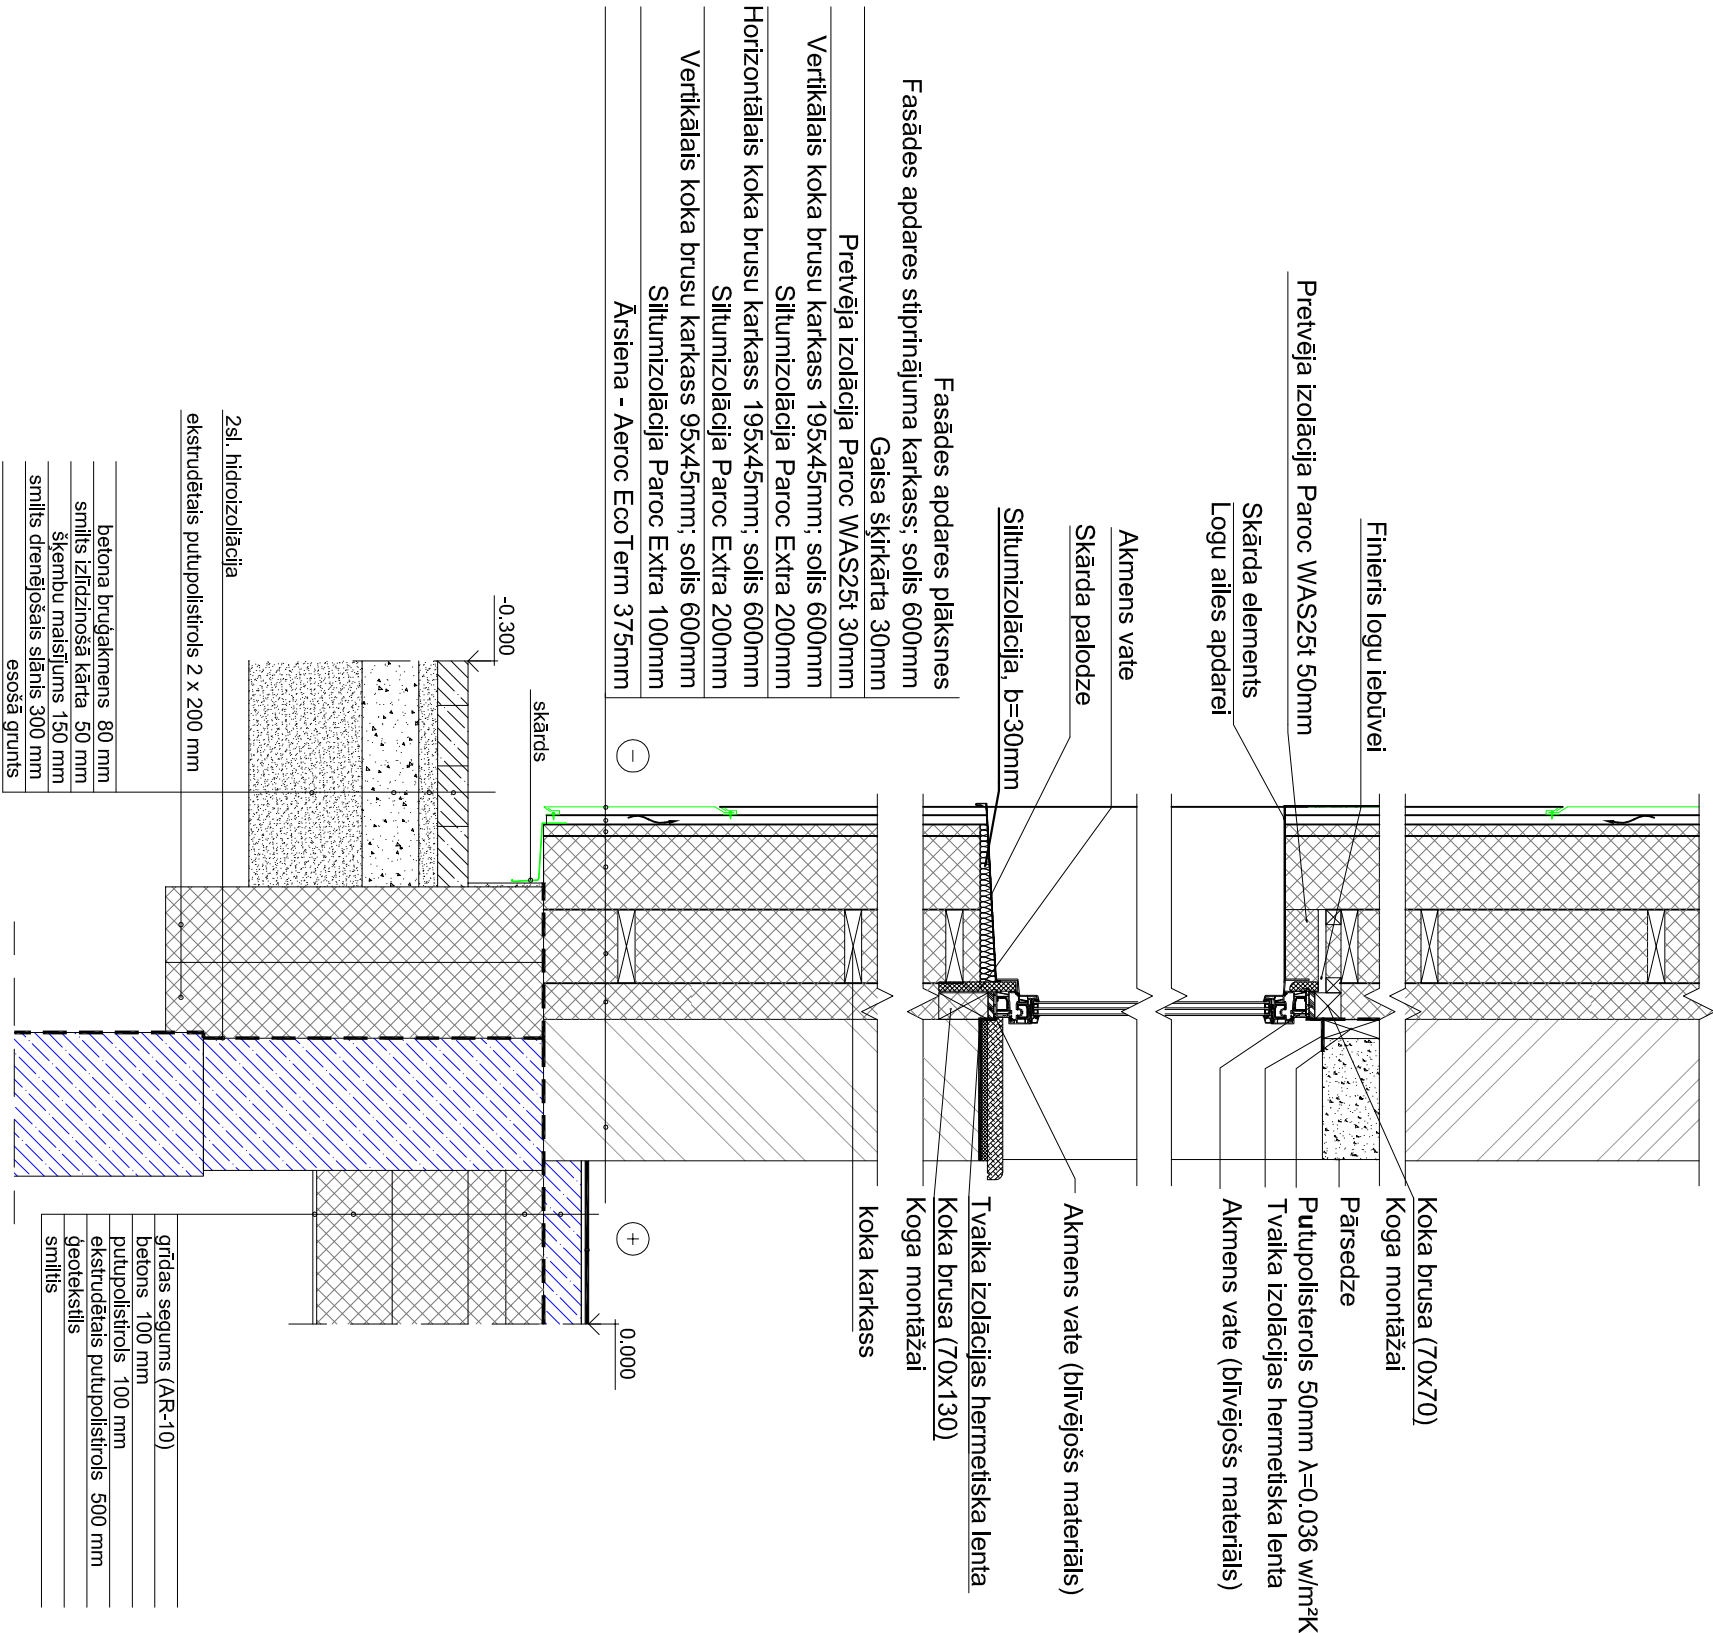 Koka brusa (70x70)
Koga montāžai
Finieris logu iebūvei
Pārsedze
Pretvēja izolācija Paroc WAS25t 50mm
Putupolisterols 50mm λ=0.036 w/m²K
Tvaika izolācijas hermetiska lenta
Skārda elements
Logu ailes apdarei
Akmens vate (blīvējošs materiāls)
Akmens vate
Skārda palodze
Akmens vate (blīvējošs materiāls)
Siltumizolācija, b=30mm
Tvaika izolācijas hermetiska lenta
Koka brusa (70x130)
Koga montāžai
koka karkass
Fasādes apdares plāksnes
Fasādes apdares stiprinājuma karkass; solis 600mm
Gaisa šķirkārta 30mm
Pretvēja izolācija Paroc WAS25t 30mm
Vertikālais koka brusu karkass 195x45mm; solis 600mm
Siltumizolācija Paroc Extra 200mm
Horizontālais koka brusu karkass 195x45mm; solis 600mm
Siltumizolācija Paroc Extra 200mm
Vertikālais koka brusu karkass 95x45mm; solis 600mm
Siltumizolācija Paroc Extra 100mm
Ārsiena - Aeroc EcoTerm 375mm
−
+
0.000
skārds
-0.300
2sl. hidroizoliācija
ekstrudētais putupolistirols 2 x 200 mm
betona bruģakmens 80 mm
smilts izlīdzinošā kārta 50 mm
šķembu maisījums 150 mm
smilts drenējošais slānis 300 mm
esošā grunts
grīdas segums (AR-10)
betons 100 mm
putupolistirols 100 mm
ekstrudētais putupolistirols 500 mm
ģeotekstils
smiltis